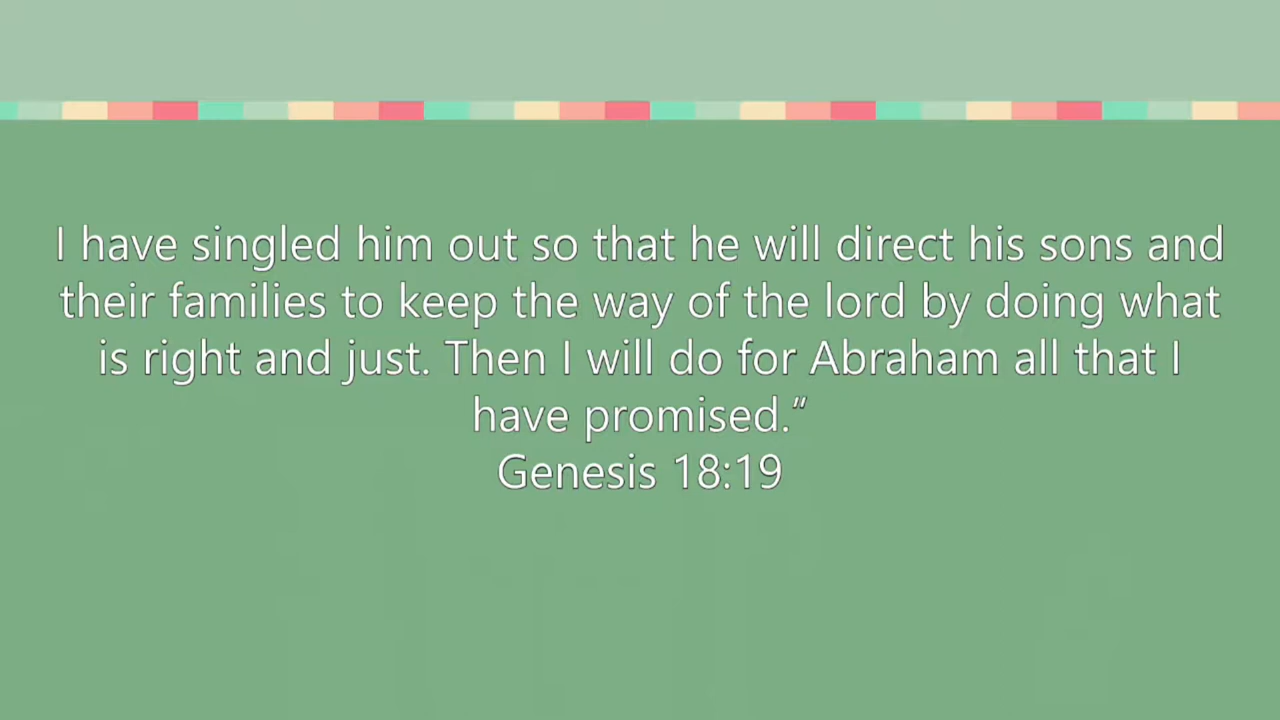 I have singled him out so that he will direct his sons and
their families to keep the way of the lord by doing what
is right and just. Then I will do for Abraham all that I
have promised.”
Genesis 18:19